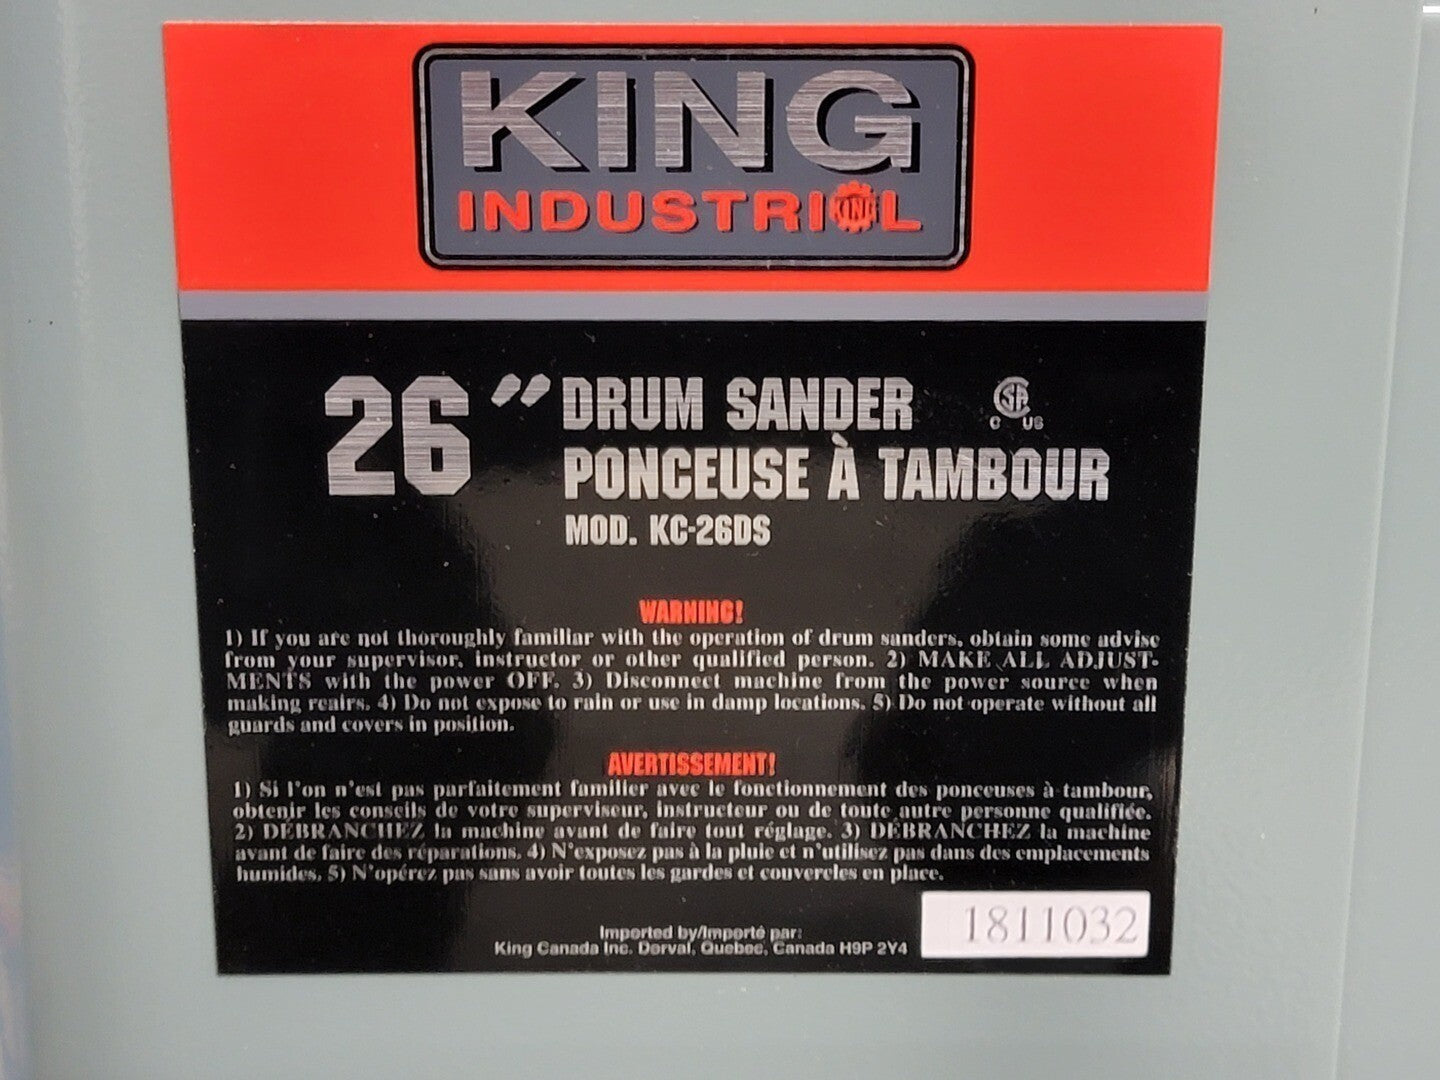 KING
INDUSTRIAL
26" DRUM SANDER
PONCEUSE À TAMBOUR
MOD. KC-26DS
C US
WARNING!
1) If you are not thoroughly familiar with the operation of drum sanders, obtain some advise
from your supervisor, instructor or other qualified person. 2) MAKE ALL ADJUST-
MENTS with the power OFF. 3) Disconnect machine from the power source when
making reairs. 4) Do not expose to rain or use in damp locations. 5) Do not operate without all
guards and covers in position.
AVERTISSEMENT!
1) Si l'on n'est pas parfaitement familier avec le fonctionnement des ponceuses à tambour,
obtenir les conseils de votre superviseur, instructeur ou de toute autre personne qualifiée.
2) DÉBRANCHEZ la machine avant de faire tout réglage. 3) DÉBRANCHEZ la machine
avant de faire des réparations. 4) N'exposez pas à la pluie et n'utilisez pas dans des emplacements
humides. 5) N'opérez pas sans avoir toutes les gardes et couvercles en place.
Imported by/Importé par:
King Canada Inc. Dorval, Quebec, Canada H9P 2Y4
1811032